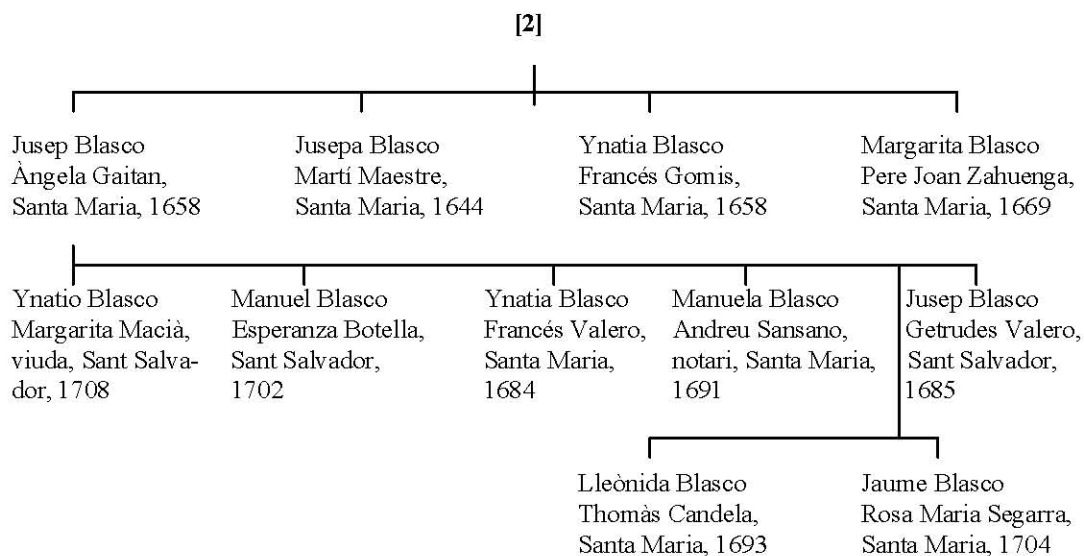 [2]
Jusep Blasco
Àngela Gaitan,
Santa Maria, 1658
Jusepa Blasco
Martí Maestre,
Santa Maria, 1644
Ynatia Blasco
Francés Gomis,
Santa Maria, 1658
Margarita Blasco
Pere Joan Zahuenga,
Santa Maria, 1669
Ynatio Blasco
Margarita Macià,
viuda, Sant Salva-
dor, 1708
Manuel Blasco
Esperanza Botella,
Sant Salvador,
1702
Ynatia Blasco
Francés Valero,
Santa Maria,
1684
Manuela Blasco
Andreu Sansano,
notari, Santa Maria,
1691
Jusep Blasco
Getrudes Valero,
Sant Salvador,
1685
Lleònida Blasco
Thomàs Candela,
Santa Maria, 1693
Jaume Blasco
Rosa Maria Segarra,
Santa Maria, 1704